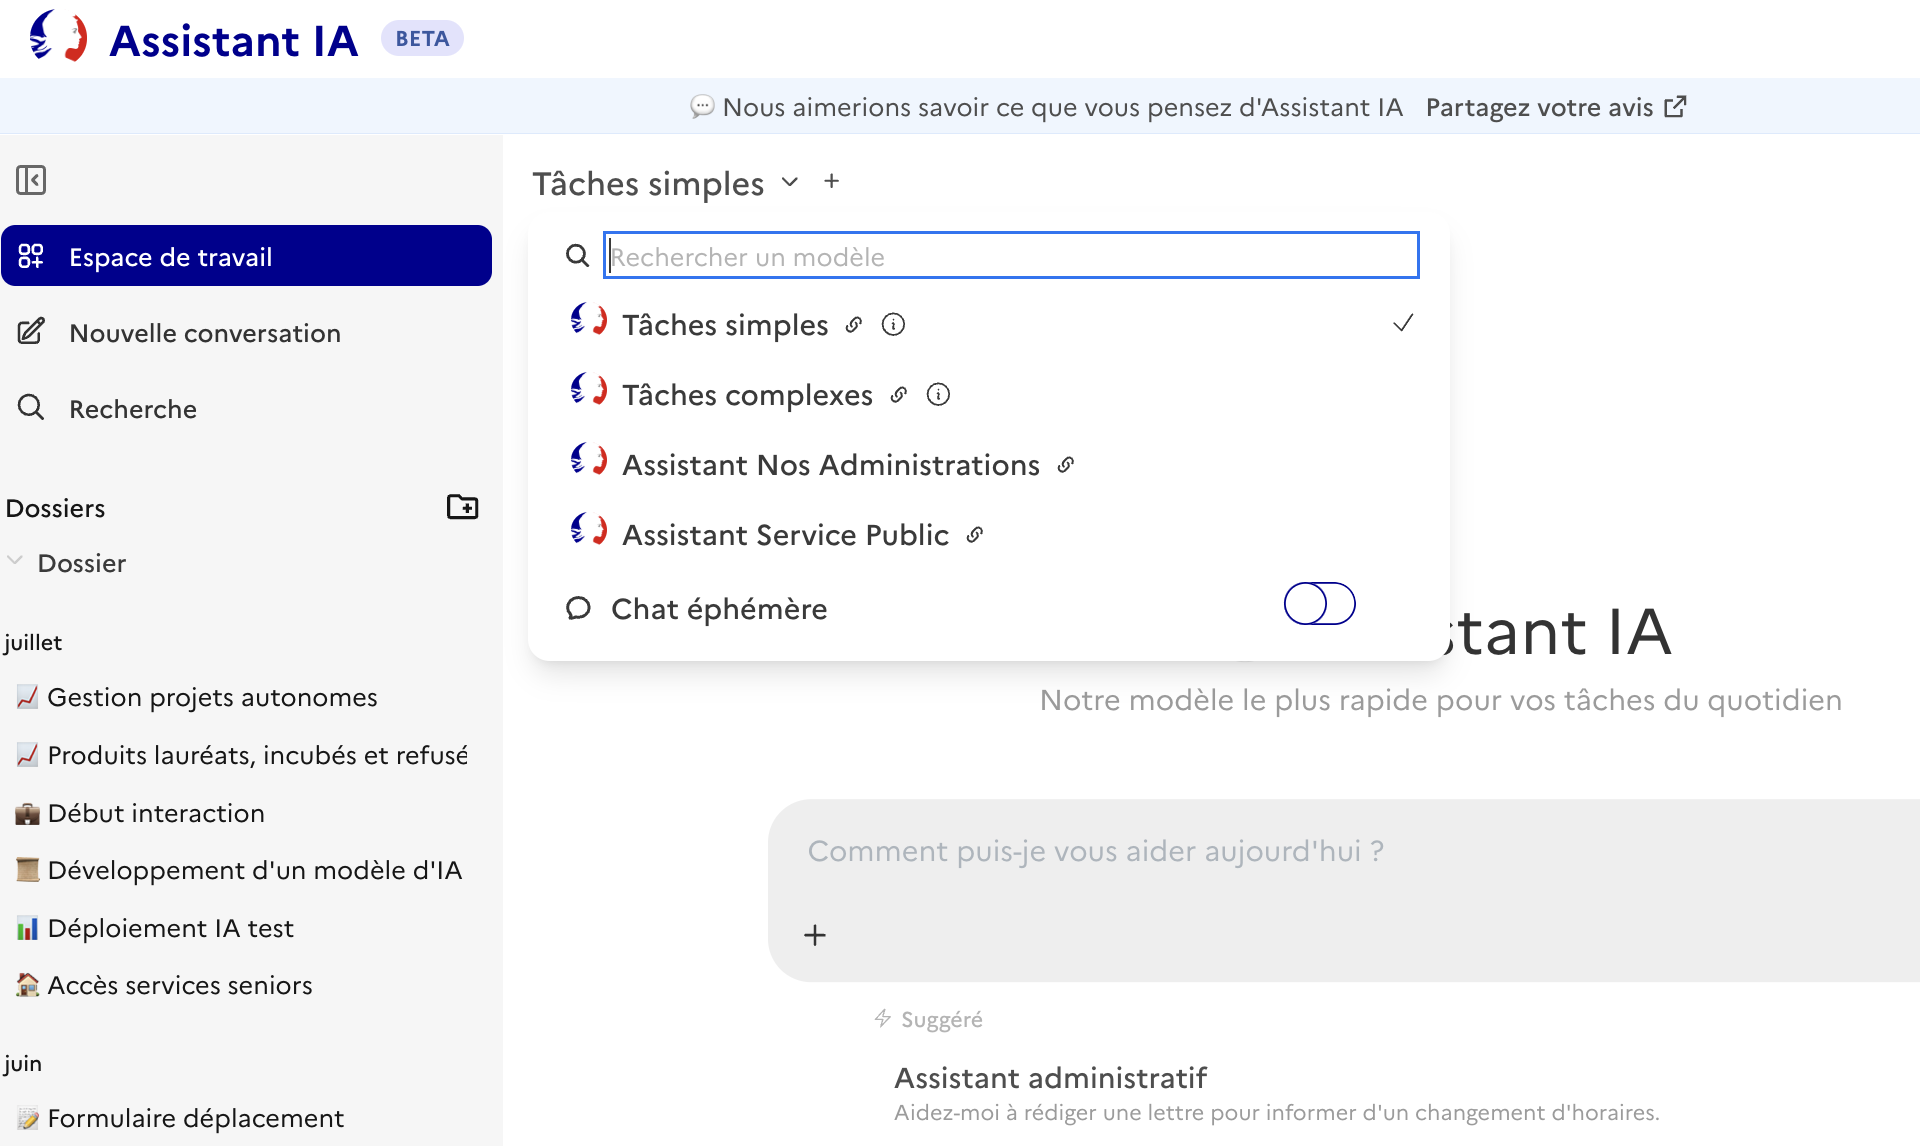 Assistant IA BETA
Nous aimerions savoir ce que vous pensez d'Assistant IA Partagez votre avis
Espace de travail
Nouvelle conversation
Recherche
Dossiers
Dossier
juillet
Gestion projets autonomes
Produits lauréats, incubés et refusé
Début interaction
Développement d'un modèle d'IA
Déploiement IA test
Accès services seniors
juin
Formulaire déplacement
Tâches simples
Rechercher un modèle
Tâches simples
Tâches complexes
Assistant Nos Administrations
Assistant Service Public
Chat éphémère
stant IA
Notre modèle le plus rapide pour vos tâches du quotidien
Comment puis-je vous aider aujourd'hui ?
Suggéré
Assistant administratif
Aidez-moi à rédiger une lettre pour informer d'un changement d'horaires.